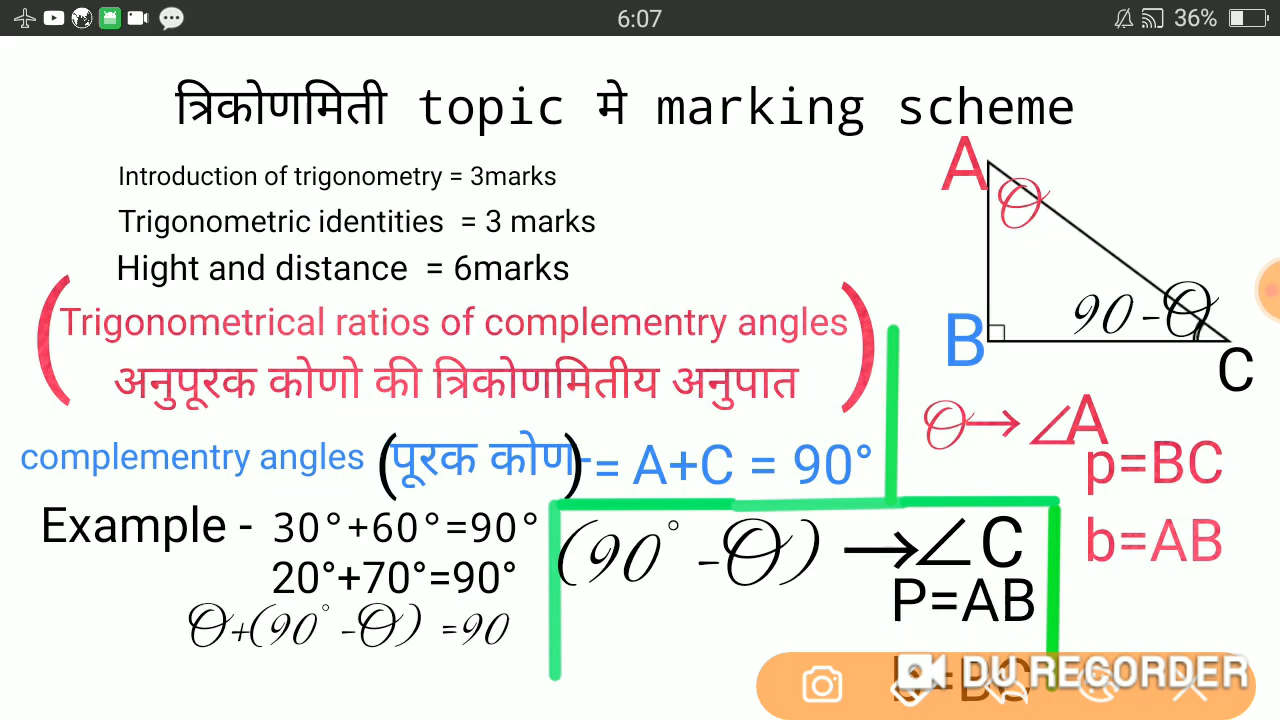 6:07
36%
त्रिकोणमिती topic मे marking scheme
Introduction of trigonometry = 3marks
Trigonometric identities = 3 marks
Hight and distance = 6marks
(Trigonometrical ratios of complementry angles
अनुपूरक कोणो की त्रिकोणमितीय अनुपात)
complementry angles (पूरक कोण) = A+C = 90°
Example - 30°+60°=90°
20°+70°=90°
Θ+(90° -Θ) =90
A
Θ
B
90-Θ
C
Θ→ ∠A
p=BC
b=AB
(90° -Θ) →∠C
P=AB
b=BC
DU RECORDER